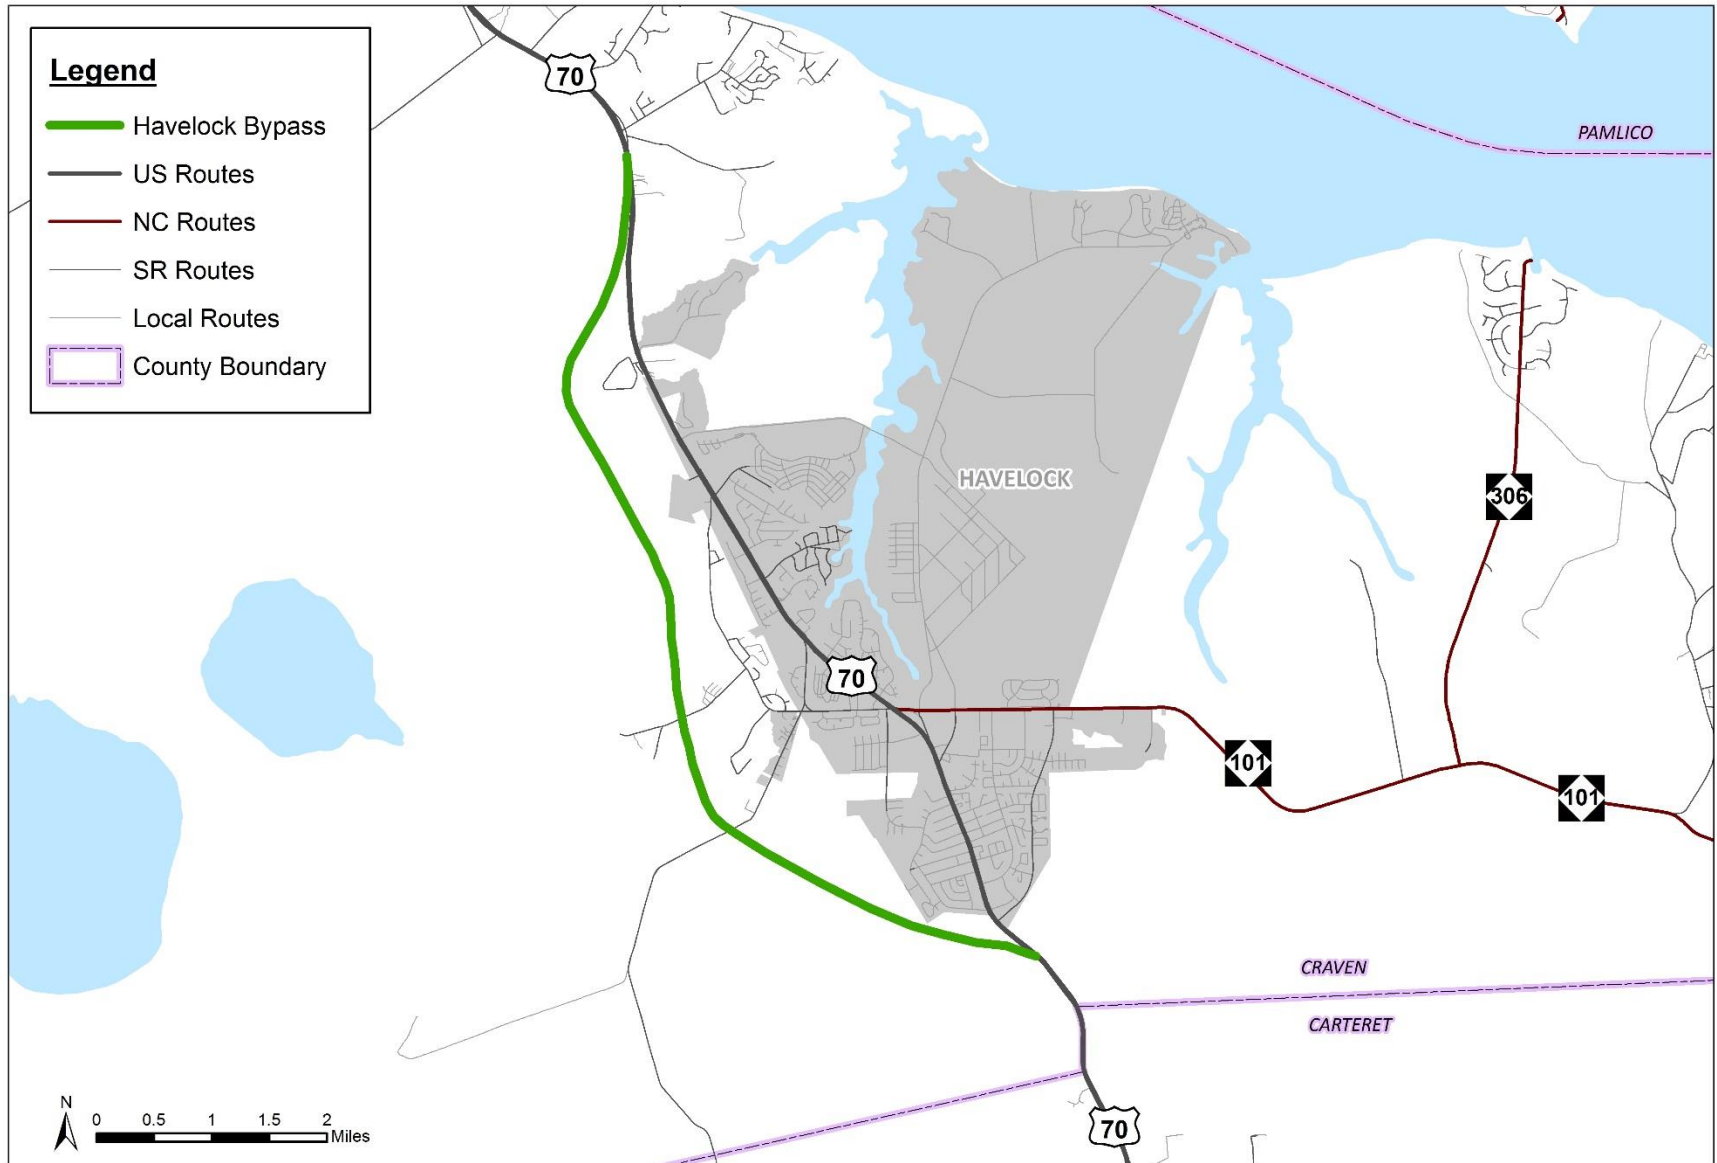 Legend
Havelock Bypass
US Routes
NC Routes
SR Routes
Local Routes
County Boundary
70
PAMLICO
HAVELOCK
306
70
101
101
CRAVEN
CARTERET
70
N
0 0.5 1 1.5 2
Miles